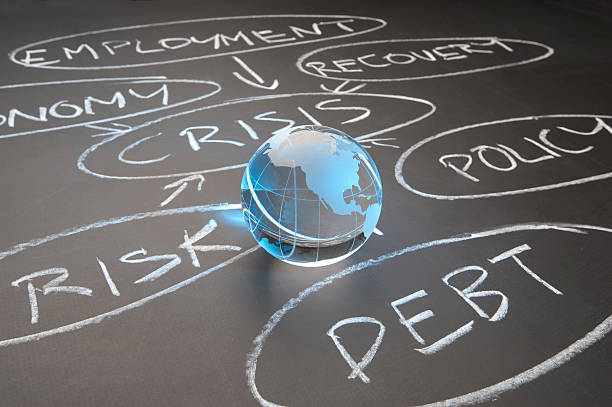 EMPLOYMENT
RECOVERY
ONOMY
CRISIS
POLICY
RISK
DEBT